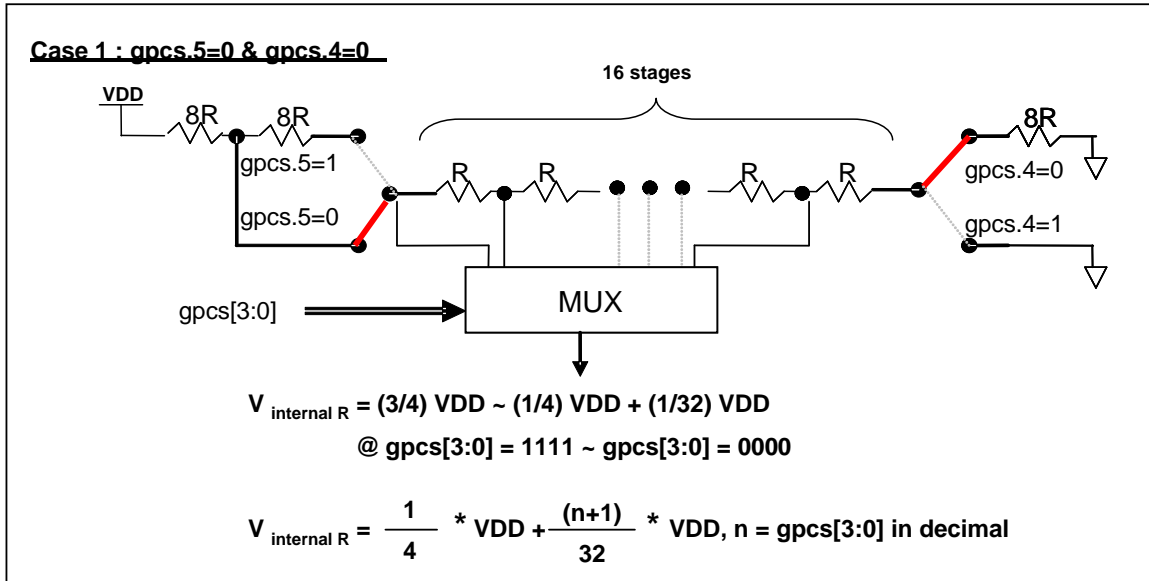 Case 1 : gpcs.5=0 & gpcs.4=0
16 stages
VDD
8R 8R 8R
gpcs.5=1
R R R R
gpcs.4=0
gpcs.5=0
gpcs.4=1
gpcs[3:0]
MUX
V internal R = (3/4) VDD ~ (1/4) VDD + (1/32) VDD
@ gpcs[3:0] = 1111 ~ gpcs[3:0] = 0000
V internal R = 1/4 * VDD + (n+1)/32 * VDD, n = gpcs[3:0] in decimal